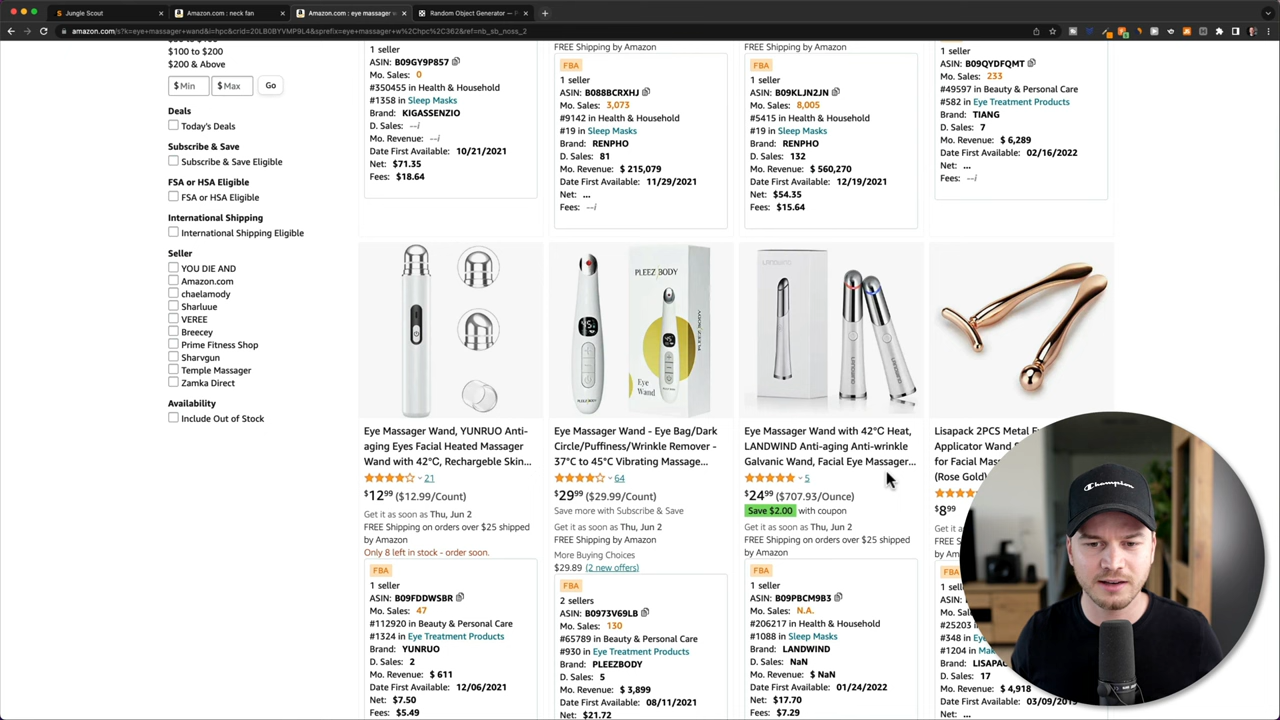 Jungle Scout
Amazon.com : neck fan
Amazon.com : eye massager w
Random Object Generator — P
amazon.com/s?k=eye+massager+wand&i=hpc&crid=20LB0BYVMP9L4&sprefix=eye+massager+w%2Chpc%2C362&ref=nb_sb_noss_2
$100 to $200
$200 & Above
$ Min
$ Max
Go
Deals
Today's Deals
Subscribe & Save
Subscribe & Save Eligible
FSA or HSA Eligible
FSA or HSA Eligible
International Shipping
International Shipping Eligible
Seller
YOU DIE AND
Amazon.com
chaelamody
Sharluue
VEREE
Breecey
Prime Fitness Shop
Sharvgun
Temple Massager
Zamka Direct
Availability
Include Out of Stock
1 seller
ASIN: B09GY9P857
Mo. Sales: 0
#350455 in Health & Household
#1358 in Sleep Masks
Brand: KIGASSENZIO
D. Sales: --i
Mo. Revenue: --i
Date First Available: 10/21/2021
Net: $71.35
Fees: $18.64
FREE Shipping by Amazon
FBA
1 seller
ASIN: B088BCRXHJ
Mo. Sales: 3,073
#9142 in Health & Household
#19 in Sleep Masks
Brand: RENPHO
D. Sales: 81
Mo. Revenue: $ 215,079
Date First Available: 11/29/2021
Net: ...
Fees: --i
FREE Shipping by Amazon
FBA
1 seller
ASIN: B09KLJN2JN
Mo. Sales: 8,005
#5415 in Health & Household
#19 in Sleep Masks
Brand: RENPHO
D. Sales: 132
Mo. Revenue: $ 560,270
Date First Available: 12/19/2021
Net: $54.35
Fees: $15.64
1 seller
ASIN: B09QYDFQMT
Mo. Sales: 233
#49597 in Beauty & Personal Care
#582 in Eye Treatment Products
Brand: TIANG
D. Sales: 7
Mo. Revenue: $ 6,289
Date First Available: 02/16/2022
Net: ...
Fees: --i
Eye Massager Wand, YUNRUO Anti-
aging Eyes Facial Heated Massager
Wand with 42°C, Rechargeable Skin...
21
$12.99 ($12.99/Count)
Get it as soon as Thu, Jun 2
FREE Shipping on orders over $25 shipped
by Amazon
Only 8 left in stock - order soon.
FBA
1 seller
ASIN: B09FDDWSBR
Mo. Sales: 47
#112920 in Beauty & Personal Care
#1324 in Eye Treatment Products
Brand: YUNRUO
D. Sales: 2
Mo. Revenue: $ 611
Date First Available: 12/06/2021
Net: $7.50
Fees: $5.49
PLEEZ BODY
Eye
Wand
Eye Massager Wand - Eye Bag/Dark
Circle/Puffiness/Wrinkle Remover -
37°C to 45°C Vibrating Massage...
64
$29.99 ($29.99/Count)
Save more with Subscribe & Save
Get it as soon as Thu, Jun 2
FREE Shipping by Amazon
More Buying Choices
$29.89 (2 new offers)
FBA
2 sellers
ASIN: B0973V69LB
Mo. Sales: 130
#65789 in Beauty & Personal Care
#930 in Eye Treatment Products
Brand: PLEEZBODY
D. Sales: 5
Mo. Revenue: $ 3,899
Date First Available: 08/11/2021
Net: $21.72
LANDWIND
Eye Massager Wand with 42°C Heat,
LANDWIND Anti-aging Anti-wrinkle
Galvanic Wand, Facial Eye Massager...
5
$24.99 ($707.93/Ounce)
Save $2.00 with coupon
Get it as soon as Thu, Jun 2
FREE Shipping on orders over $25 shipped
by Amazon
FBA
1 seller
ASIN: B09PBCM9B3
Mo. Sales: N.A.
#206217 in Health & Household
#1088 in Sleep Masks
Brand: LANDWIND
D. Sales: NaN
Mo. Revenue: $ NaN
Date First Available: 01/24/2022
Net: $17.70
Fees: $7.29
Lisapack 2PCS Metal
Applicator Wand
for Facial
(Rose Gold)
$8.99
Get it as
FREE
by Amazon
FBA
1 seller
ASIN:
Mo. Sales:
#25203
#348 in
#1204 in
Brand:
D. Sales: 17
Mo. Revenue: $ 4,918
Date First Available:
Net: ...
Champion